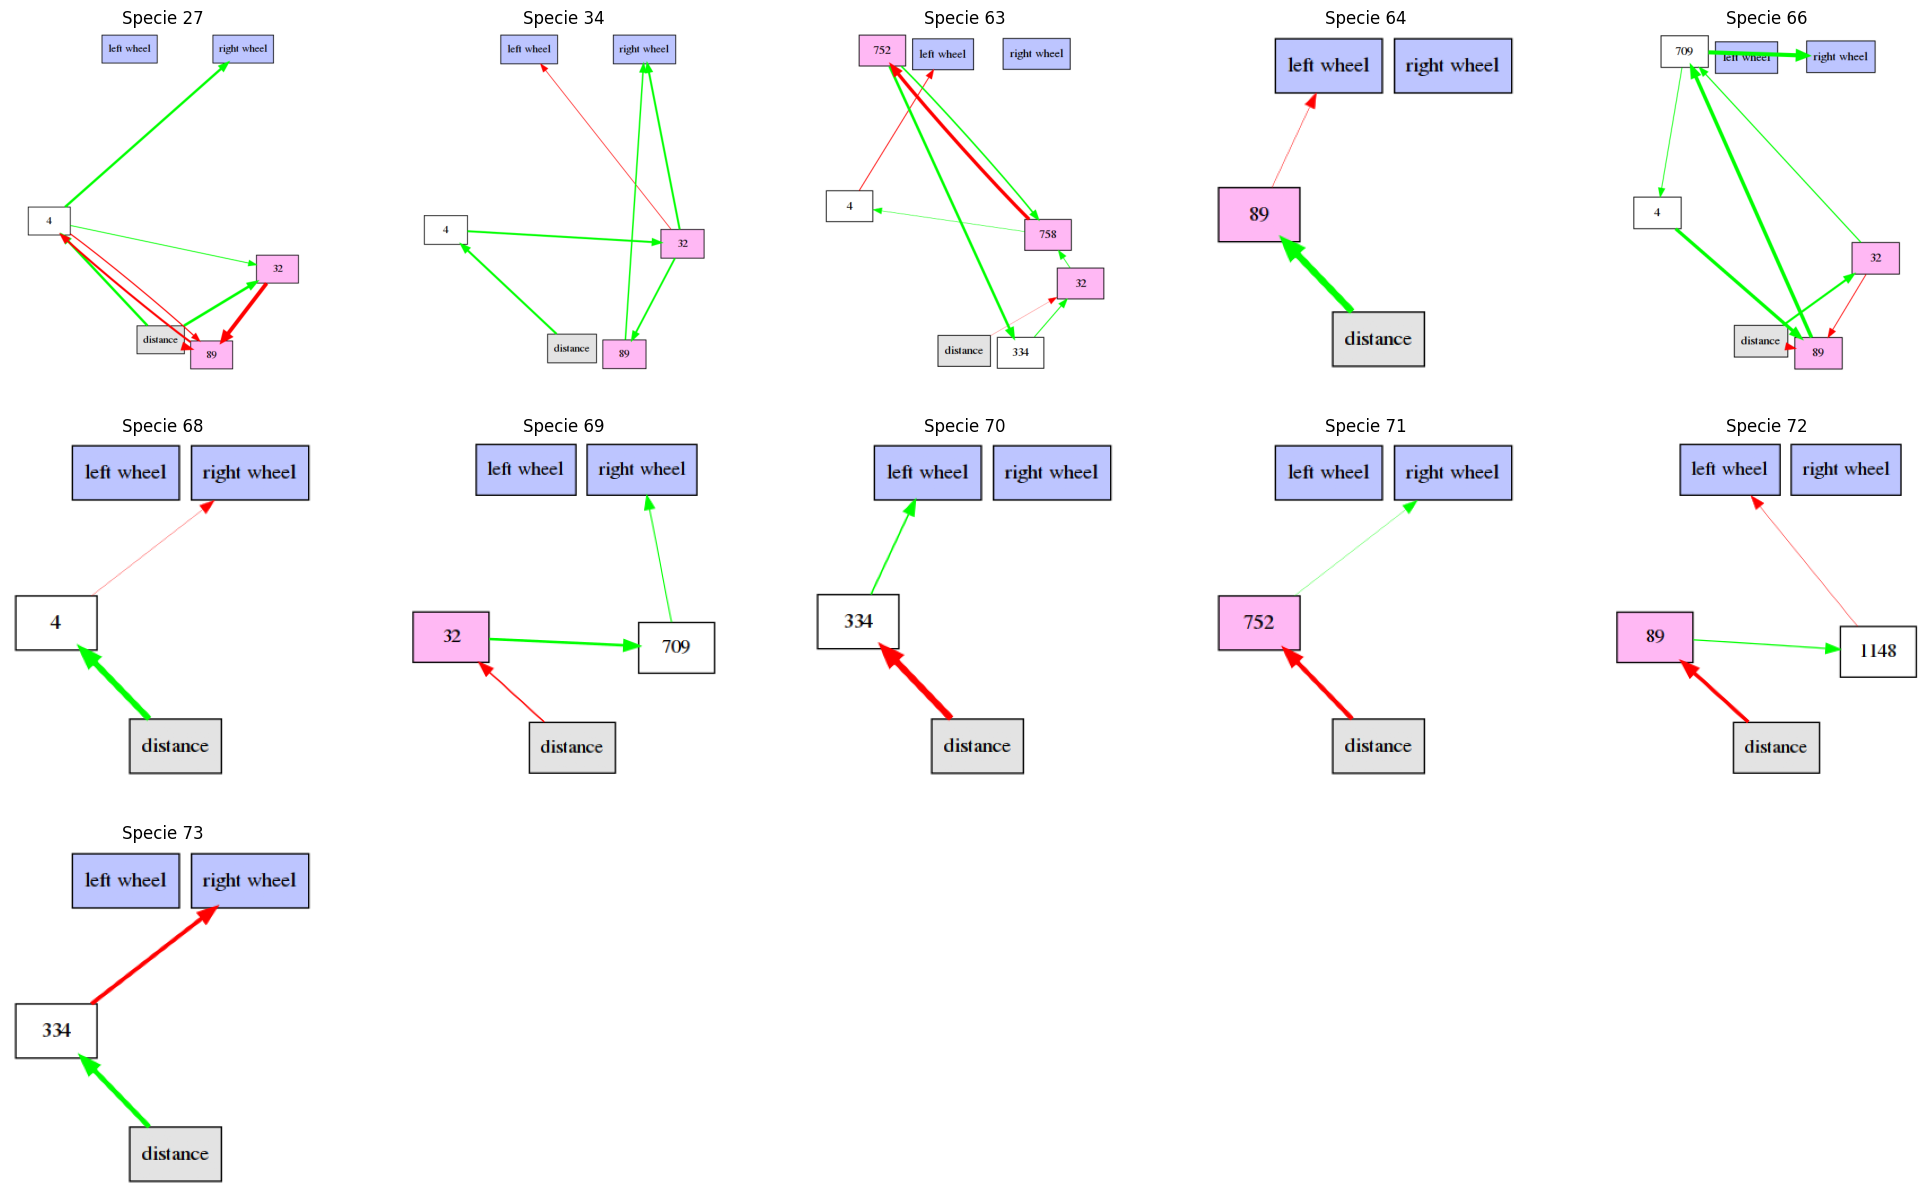 Specie 27
left wheel
right wheel
4
32
distance
89
Specie 34
left wheel
right wheel
4
32
distance
89
Specie 63
752
left wheel
right wheel
4
758
32
distance
334
Specie 64
left wheel
right wheel
89
distance
Specie 66
709
left wheel
right wheel
4
32
distance
89
Specie 68
left wheel
right wheel
4
distance
Specie 69
left wheel
right wheel
32
709
distance
Specie 70
left wheel
right wheel
334
distance
Specie 71
left wheel
right wheel
752
distance
Specie 72
left wheel
right wheel
89
1148
distance
Specie 73
left wheel
right wheel
334
distance